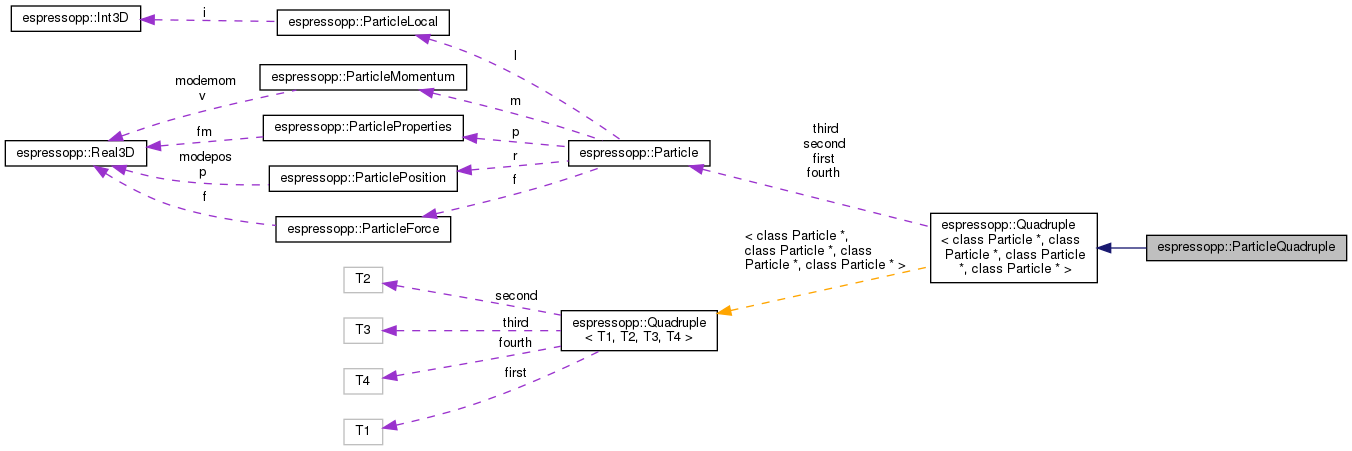 espressopp::Int3D
i
espressopp::ParticleLocal
l
modemom
v
espressopp::ParticleMomentum
m
fm
espressopp::ParticleProperties
p
espressopp::Real3D
modepos
p
espressopp::ParticlePosition
r
espressopp::Particle
f
espressopp::ParticleForce
f
third
second
first
fourth
espressopp::Quadruple
< class Particle *, class
Particle *, class Particle
*, class Particle * >
espressopp::ParticleQuadruple
< class Particle *,
class Particle *, class
Particle *, class Particle * >
T2
second
T3
third
T4
fourth
T1
first
espressopp::Quadruple
< T1, T2, T3, T4 >